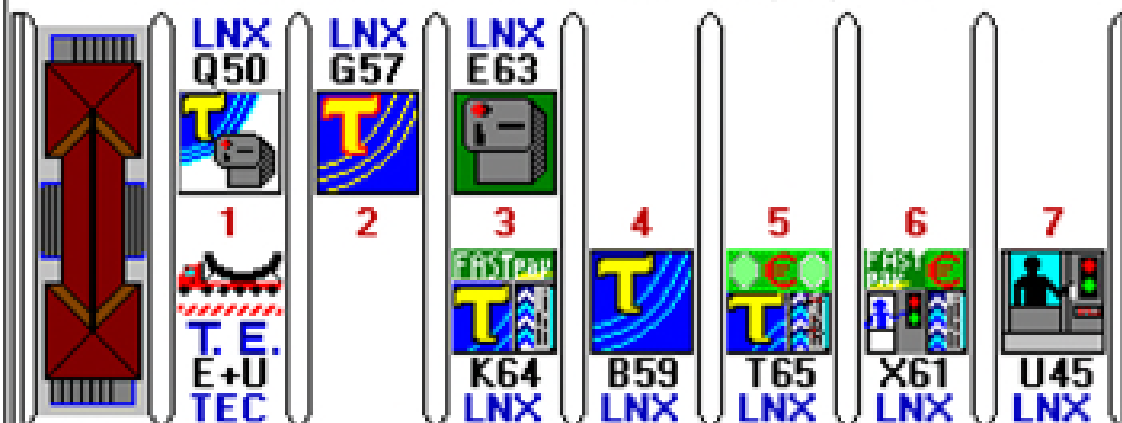 LNX LNX LNX
Q50 G57 E63
T T
1 2 3 4 5 6 7
FASTpay FAST PAY €
€
T T T
T. E.
E+U K64 B59 T65 X61 U45
TEC LNX LNX LNX LNX LNX